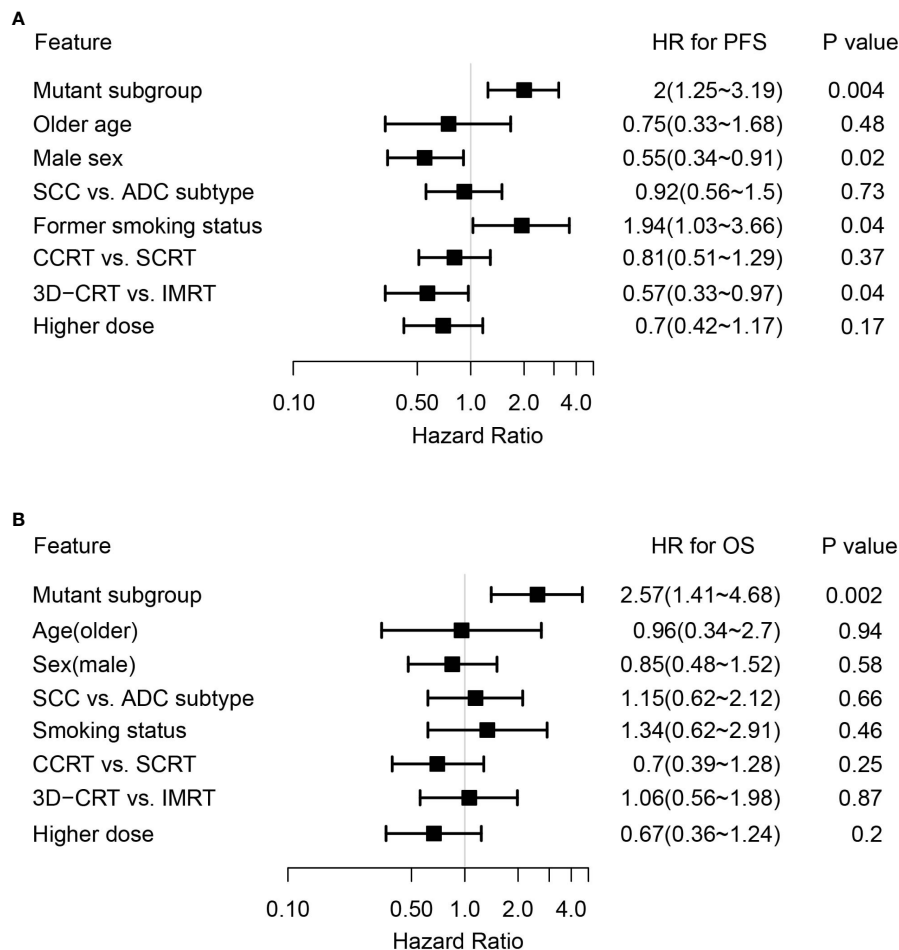 A
Feature HR for PFS P value
Mutant subgroup 2(1.25~3.19) 0.004
Older age 0.75(0.33~1.68) 0.48
Male sex 0.55(0.34~0.91) 0.02
SCC vs. ADC subtype 0.92(0.56~1.5) 0.73
Former smoking status 1.94(1.03~3.66) 0.04
CCRT vs. SCRT 0.81(0.51~1.29) 0.37
3D−CRT vs. IMRT 0.57(0.33~0.97) 0.04
Higher dose 0.7(0.42~1.17) 0.17
0.10 0.50 1.0 2.0 4.0
Hazard Ratio
B
Feature HR for OS P value
Mutant subgroup 2.57(1.41~4.68) 0.002
Age(older) 0.96(0.34~2.7) 0.94
Sex(male) 0.85(0.48~1.52) 0.58
SCC vs. ADC subtype 1.15(0.62~2.12) 0.66
Smoking status 1.34(0.62~2.91) 0.46
CCRT vs. SCRT 0.7(0.39~1.28) 0.25
3D−CRT vs. IMRT 1.06(0.56~1.98) 0.87
Higher dose 0.67(0.36~1.24) 0.2
0.10 0.50 1.0 2.0 4.0
Hazard Ratio